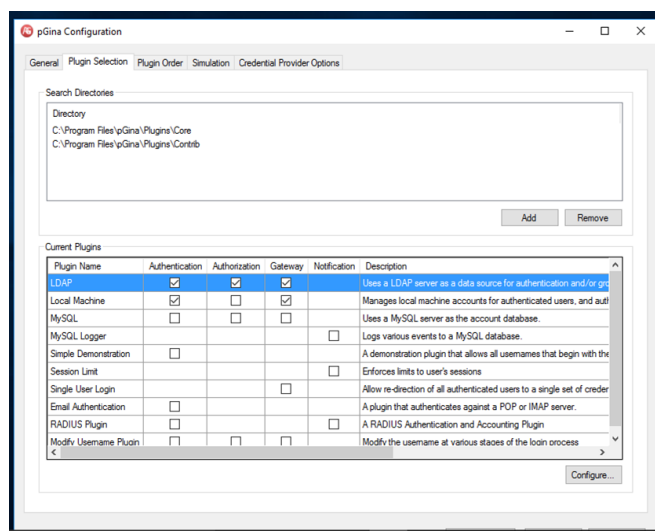 pGina Configuration
General Plugin Selection Plugin Order Simulation Credential Provider Options
Search Directories
Directory
C:\Program Files\pGina\Plugins\Core
C:\Program Files\pGina\Plugins\Contrib
Add Remove
Current Plugins
Plugin Name Authentication Authorization Gateway Notification Description
LDAP Uses a LDAP server as a data source for authentication and/or gro
Local Machine Manages local machine accounts for authenticated users, and auth
MySQL Uses a MySQL server as the account database.
MySQL Logger Logs various events to a MySQL database.
Simple Demonstration A demonstration plugin that allows all usernames that begin with the
Session Limit Enforces limits to user's sessions
Single User Login Allow re-direction of all authenticated users to a single set of creder
Email Authentication A plugin that authenticates against a POP or IMAP server.
RADIUS Plugin A RADIUS Authentication and Accounting Plugin
Modify Username Plugin Modify the username at various stages of the login process
Configure...